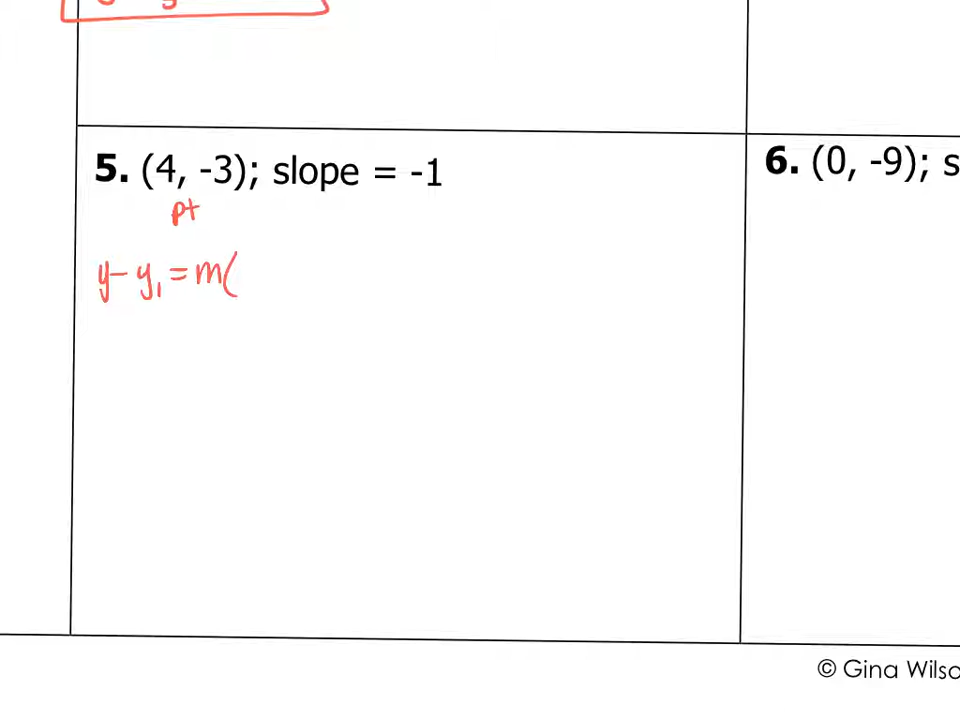 5. (4, -3); slope = -1
pt
y - y₁ = m(
6. (0, -9); s
© Gina Wilso